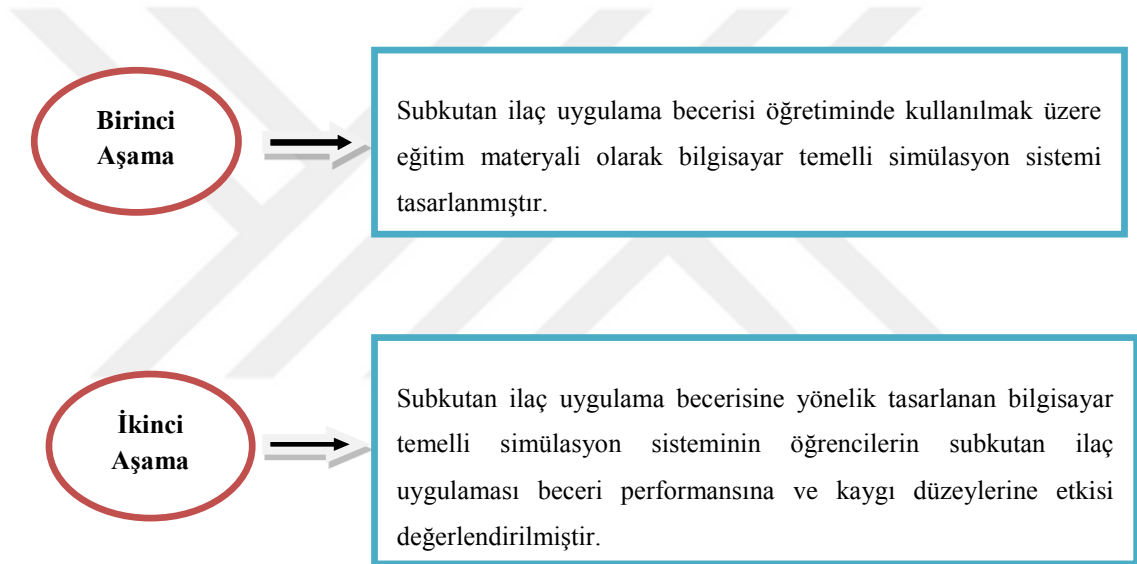 Birinci
Aşama
Subkutan ilaç uygulama becerisi öğretiminde kullanılmak üzere
eğitim materyali olarak bilgisayar temelli simülasyon sistemi
tasarlanmıştır.
İkinci
Aşama
Subkutan ilaç uygulama becerisine yönelik tasarlanan bilgisayar
temelli simülasyon sisteminin öğrencilerin subkutan ilaç
uygulaması beceri performansına ve kaygı düzeylerine etkisi
değerlendirilmiştir.